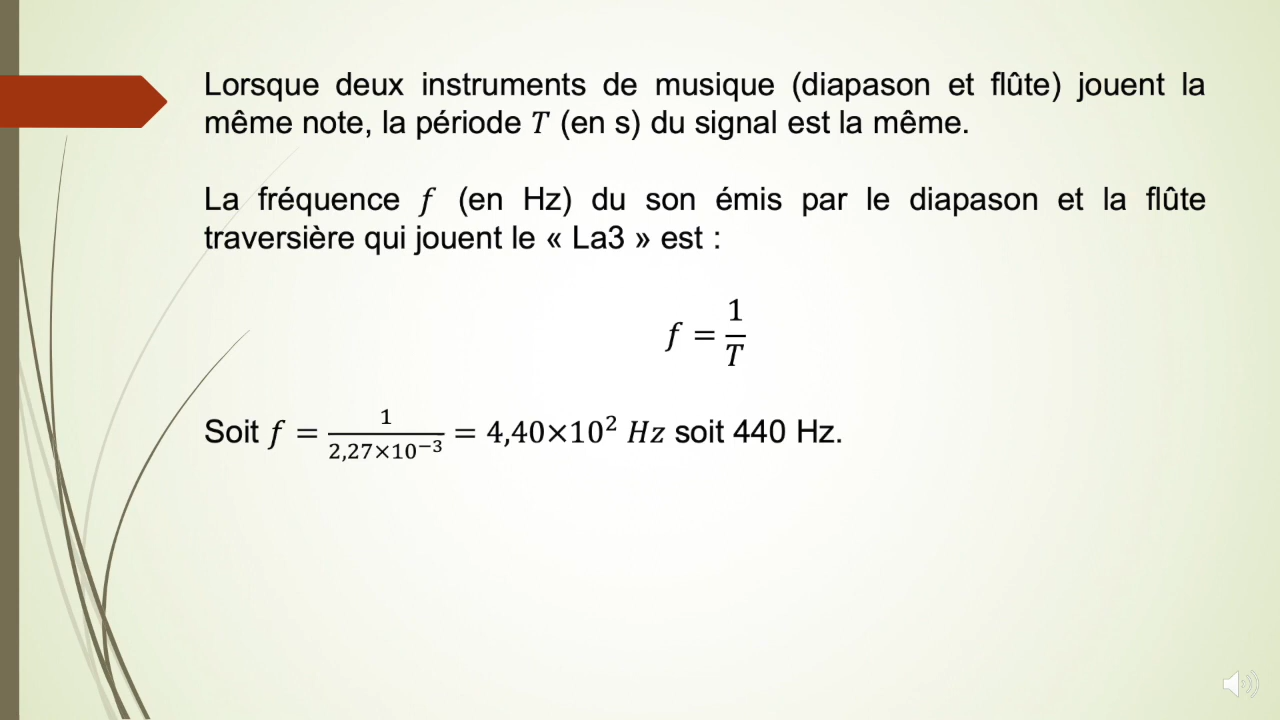 Lorsque deux instruments de musique (diapason et flûte) jouent la
même note, la période T (en s) du signal est la même.
La fréquence f (en Hz) du son émis par le diapason et la flûte
traversière qui jouent le « La3 » est :
f = 1/T
Soit f = 1/(2,27×10⁻³) = 4,40×10² Hz soit 440 Hz.